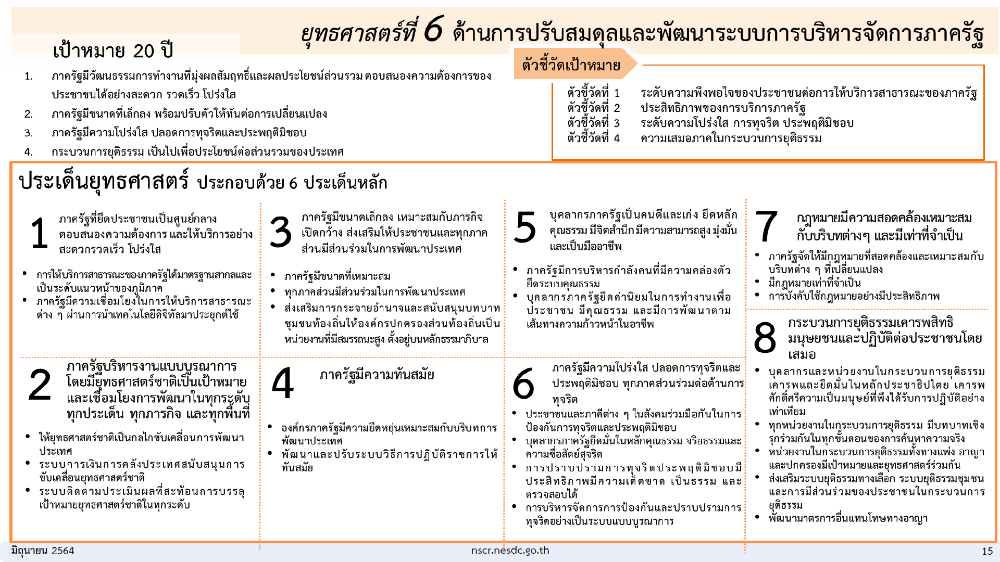 ยุทธศาสตร์ที่ 6 ด้านการปรับสมดุลและพัฒนาระบบการบริหารจัดการภาครัฐ
เป้าหมาย 20 ปี
1. ภาครัฐมีวัฒนธรรมการทำงานที่มุ่งผลสัมฤทธิ์และผลประโยชน์ส่วนรวม ตอบสนองความต้องการของ
ประชาชนได้อย่างสะดวก รวดเร็ว โปร่งใส
2. ภาครัฐมีขนาดที่เล็กลง พร้อมปรับตัวให้ทันต่อการเปลี่ยนแปลง
3. ภาครัฐมีความโปร่งใส ปลอดการทุจริตและประพฤติมิชอบ
4. กระบวนการยุติธรรม เป็นไปเพื่อประโยชน์ต่อส่วนรวมของประเทศ
ตัวชี้วัดเป้าหมาย
ตัวชี้วัดที่ 1 ระดับความพึงพอใจของประชาชนต่อการให้บริการสาธารณะของภาครัฐ
ตัวชี้วัดที่ 2 ประสิทธิภาพของการบริการภาครัฐ
ตัวชี้วัดที่ 3 ระดับความโปร่งใส การทุจริต ประพฤติมิชอบ
ตัวชี้วัดที่ 4 ความเสมอภาคในกระบวนการยุติธรรม
ประเด็นยุทธศาสตร์ ประกอบด้วย 6 ประเด็นหลัก
1
ภาครัฐที่ยึดประชาชนเป็นศูนย์กลาง
ตอบสนองความต้องการ และให้บริการอย่าง
สะดวกรวดเร็ว โปร่งใส
• การให้บริการสาธารณะของภาครัฐได้มาตรฐานสากลและ
เป็นระดับแนวหน้าของภูมิภาค
• ภาครัฐมีความเชื่อมโยงในการให้บริการสาธารณะ
ต่าง ๆ ผ่านการนำเทคโนโลยีดิจิทัลมาประยุกต์ใช้
2
ภาครัฐบริหารงานแบบบูรณาการ
โดยมียุทธศาสตร์ชาติเป็นเป้าหมาย
และเชื่อมโยงการพัฒนาในทุกระดับ
ทุกประเด็น ทุกภารกิจ และทุกพื้นที่
• ให้ยุทธศาสตร์ชาติเป็นกลไกขับเคลื่อนการพัฒนา
ประเทศ
• ระบบการเงินการคลังประเทศสนับสนุนการ
ขับเคลื่อนยุทธศาสตร์ชาติ
• ระบบติดตามประเมินผลที่สะท้อนการบรรลุ
เป้าหมายยุทธศาสตร์ชาติในทุกระดับ
3
ภาครัฐมีขนาดเล็กลง เหมาะสมกับภารกิจ
เปิดกว้าง ส่งเสริมให้ประชาชนและทุกภาค
ส่วนมีส่วนร่วมในการพัฒนาประเทศ
• ภาครัฐมีขนาดที่เหมาะสม
• ทุกภาคส่วนมีส่วนร่วมในการพัฒนาประเทศ
• ส่งเสริมการกระจายอำนาจและสนับสนุนบทบาท
ชุมชนท้องถิ่นให้องค์กรปกครองส่วนท้องถิ่นเป็น
หน่วยงานที่มีสมรรถนะสูง ตั้งอยู่บนหลักธรรมาภิบาล
4
ภาครัฐมีความทันสมัย
• องค์กรภาครัฐมีความยืดหยุ่นเหมาะสมกับบริบทการ
พัฒนาประเทศ
• พัฒนาและปรับระบบวิธีการปฏิบัติราชการให้
ทันสมัย
5
บุคลากรภาครัฐเป็นคนดีและเก่ง ยึดหลัก
คุณธรรม มีจิตสำนึก มีความสามารถสูง มุ่งมั่น
และเป็นมืออาชีพ
• ภาครัฐมีการบริหารกำลังคนที่มีความคล่องตัว
ยึดระบบคุณธรรม
• บุคลากรภาครัฐยึดค่านิยมในการทำงานเพื่อ
ประชาชน มีคุณธรรม และมีการพัฒนาตาม
เส้นทางความก้าวหน้าในอาชีพ
6
ภาครัฐมีความโปร่งใส ปลอดการทุจริตและ
ประพฤติมิชอบ ทุกภาคส่วนร่วมต่อต้านการ
ทุจริต
• ประชาชนและภาคีต่าง ๆ ในสังคมร่วมมือกันในการ
ป้องกันการทุจริตและประพฤติมิชอบ
• บุคลากรภาครัฐยึดมั่นในหลักคุณธรรม จริยธรรมและ
ความซื่อสัตย์สุจริต
• การปราบปรามการทุจริตประพฤติมิชอบมี
ประสิทธิภาพมีความเด็ดขาด เป็นธรรม และ
ตรวจสอบได้
• การบริหารจัดการการป้องกันและปราบปรามการ
ทุจริตอย่างเป็นระบบแบบบูรณาการ
7
กฎหมายมีความสอดคล้องเหมาะสม
กับบริบทต่างๆ และมีเท่าที่จำเป็น
• ภาครัฐจัดให้มีกฎหมายที่สอดคล้องและเหมาะสมกับ
บริบทต่าง ๆ ที่เปลี่ยนแปลง
• มีกฎหมายเท่าที่จำเป็น
• การบังคับใช้กฎหมายอย่างมีประสิทธิภาพ
8
กระบวนการยุติธรรมเคารพสิทธิ
มนุษยชนและปฏิบัติต่อประชาชนโดย
เสมอ
• บุคลากรและหน่วยงานในกระบวนการยุติธรรม
เคารพและยึดมั่นในหลักประชาธิปไตย เคารพ
ศักดิ์ศรีความเป็นมนุษย์ที่พึงได้รับการปฏิบัติอย่าง
เท่าเทียม
• ทุกหน่วยงานในกระบวนการยุติธรรม มีบทบาทเชิง
รุกร่วมกันในทุกขั้นตอนของการค้นหาความจริง
• หน่วยงานในกระบวนการยุติธรรมทั้งทางแพ่ง อาญา
และปกครองมีเป้าหมายและยุทธศาสตร์ร่วมกัน
• ส่งเสริมระบบยุติธรรมทางเลือก ระบบยุติธรรมชุมชน
และการมีส่วนร่วมของประชาชนในกระบวนการ
ยุติธรรม
• พัฒนามาตรการอื่นแทนโทษทางอาญา
มิถุนายน 2564
nscr.nesdc.go.th
15